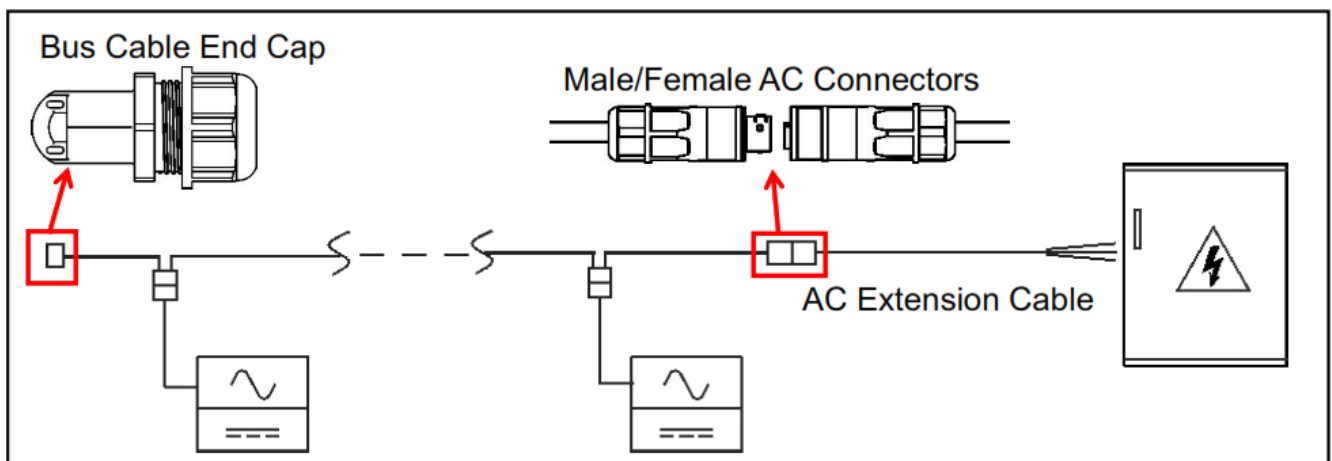 Bus Cable End Cap
Male/Female AC Connectors
AC Extension Cable